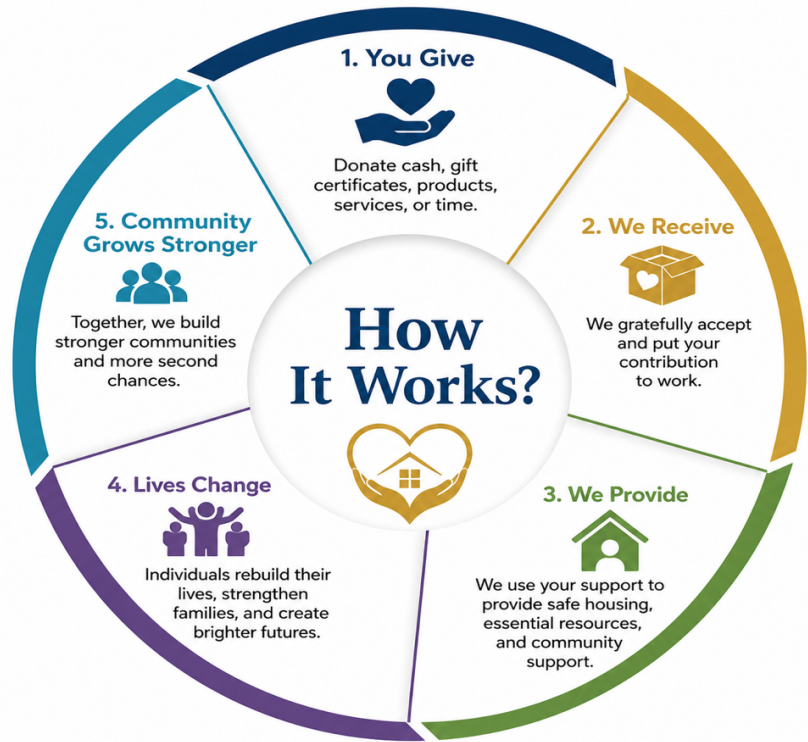 How
It Works?
1. You Give
Donate cash, gift
certificates, products,
services, or time.
2. We Receive
We gratefully accept
and put your
contribution
to work.
3. We Provide
We use your support to
provide safe housing,
essential resources,
and community
support.
4. Lives Change
Individuals rebuild their
lives, strengthen
families, and create
brighter futures.
5. Community
Grows Stronger
Together, we build
stronger communities
and more second
chances.